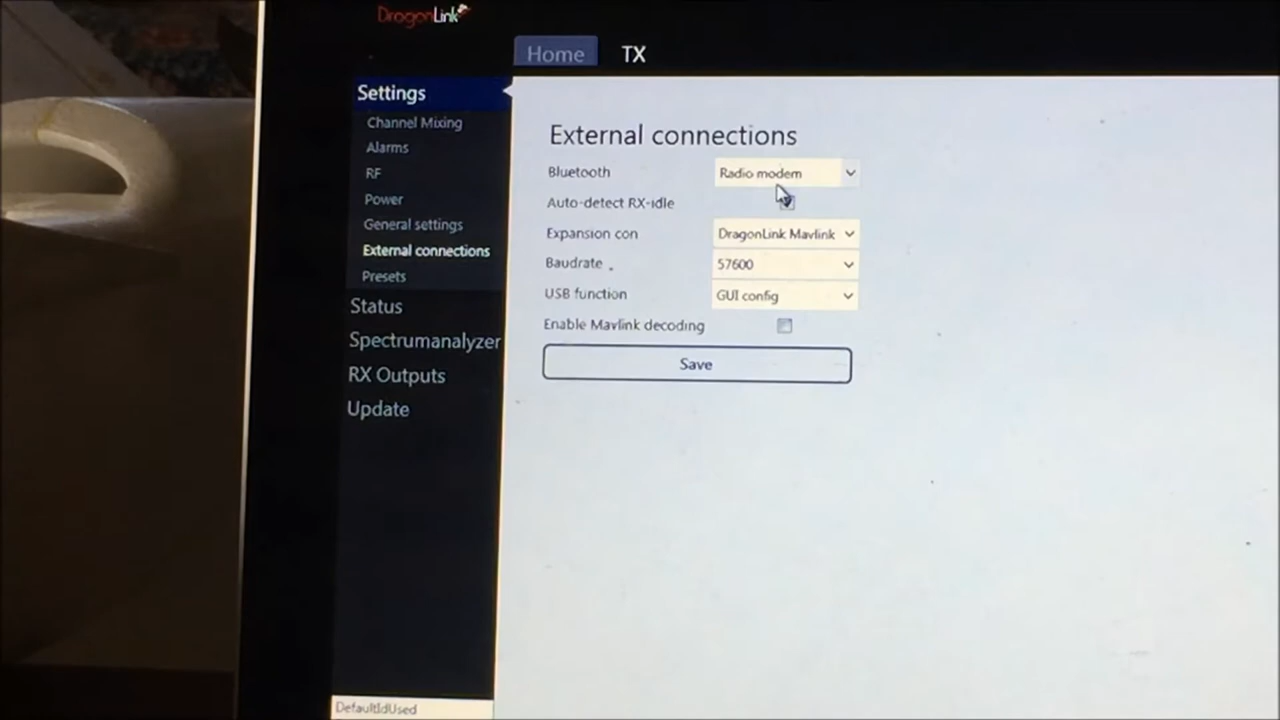 DragonLink
Home TX
Settings
Channel Mixing
Alarms
RF
Power
General settings
External connections
Presets
Status
Spectrumanalyzer
RX Outputs
Update
External connections
Bluetooth Radio modem
Auto-detect RX-idle
Expansion con DragonLink Mavlink
Baudrate 57600
USB function GUI config
Enable Mavlink decoding
Save
DefaultIdUsed